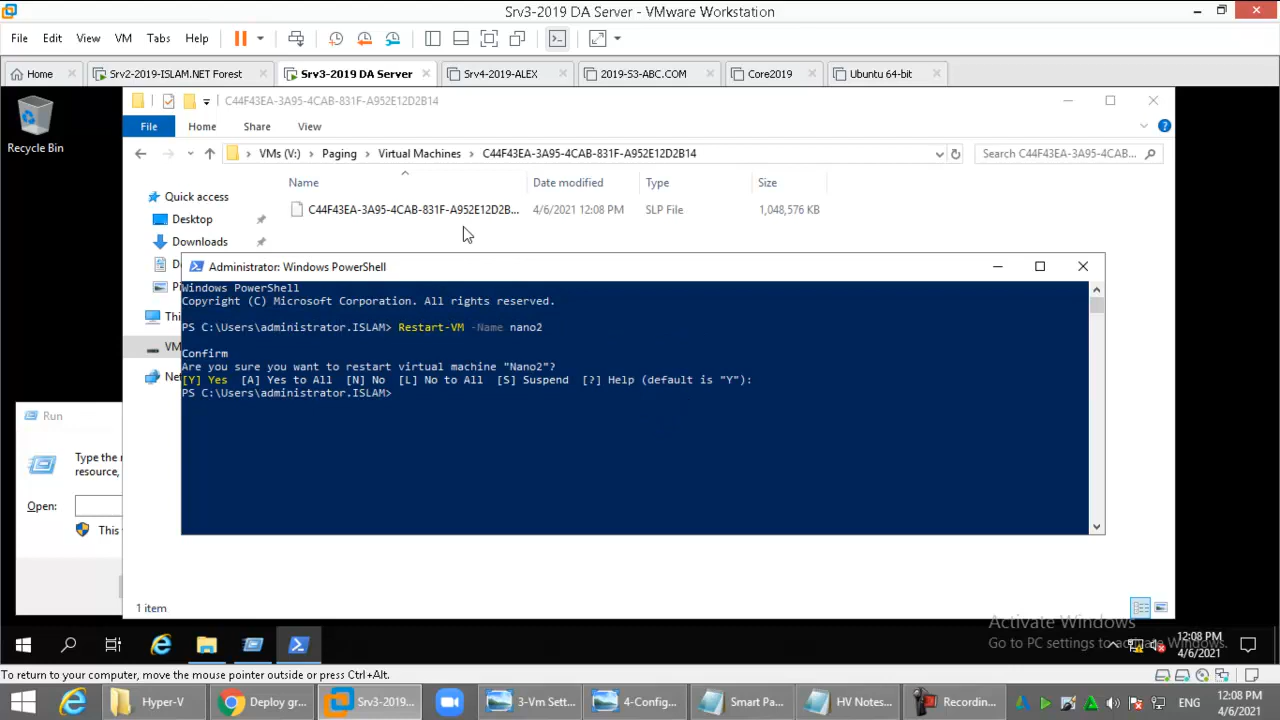 Srv3-2019 DA Server - VMware Workstation
File Edit View VM Tabs Help
Home Srv2-2019-ISLAM.NET Forest Srv3-2019 DA Server Srv4-2019-ALEX 2019-S3-ABC.COM Core2019 Ubuntu 64-bit
Recycle Bin
C44F43EA-3A95-4CAB-831F-A952E12D2B14
File Home Share View
VMs (V:) Paging Virtual Machines C44F43EA-3A95-4CAB-831F-A952E12D2B14
Search C44F43EA-3A95-4CAB...
Name Date modified Type Size
Quick access
C44F43EA-3A95-4CAB-831F-A952E12D2B... 4/6/2021 12:08 PM SLP File 1,048,576 KB
Desktop
Downloads
D
Pi
Thi
VM
Net
Administrator: Windows PowerShell
Windows PowerShell
Copyright (C) Microsoft Corporation. All rights reserved.
PS C:\Users\administrator.ISLAM> Restart-VM -Name nano2
Confirm
Are you sure you want to restart virtual machine "Nano2"?
[Y] Yes [A] Yes to All [N] No [L] No to All [S] Suspend [?] Help (default is "Y"):
PS C:\Users\administrator.ISLAM>
Run
Type the
resource,
Open:
This
1 item
Activate Windows
Go to PC settings to activate Windows.
12:08 PM
4/6/2021
To return to your computer, move the mouse pointer outside or press Ctrl+Alt.
Hyper-V Deploy gr... Srv3-2019... 3-Vm Sett... 4-Config... Smart Pa... HV Notes... Recordin... ENG
12:08 PM
4/6/2021